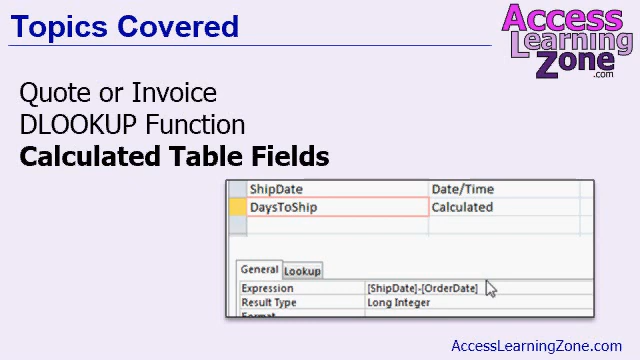 Topics Covered
Access
Learning
Zone
.com
Quote or Invoice
DLOOKUP Function
Calculated Table Fields
ShipDate Date/Time
DaysToShip Calculated
General Lookup
Expression [ShipDate]-[OrderDate]
Result Type Long Integer
Format
AccessLearningZone.com